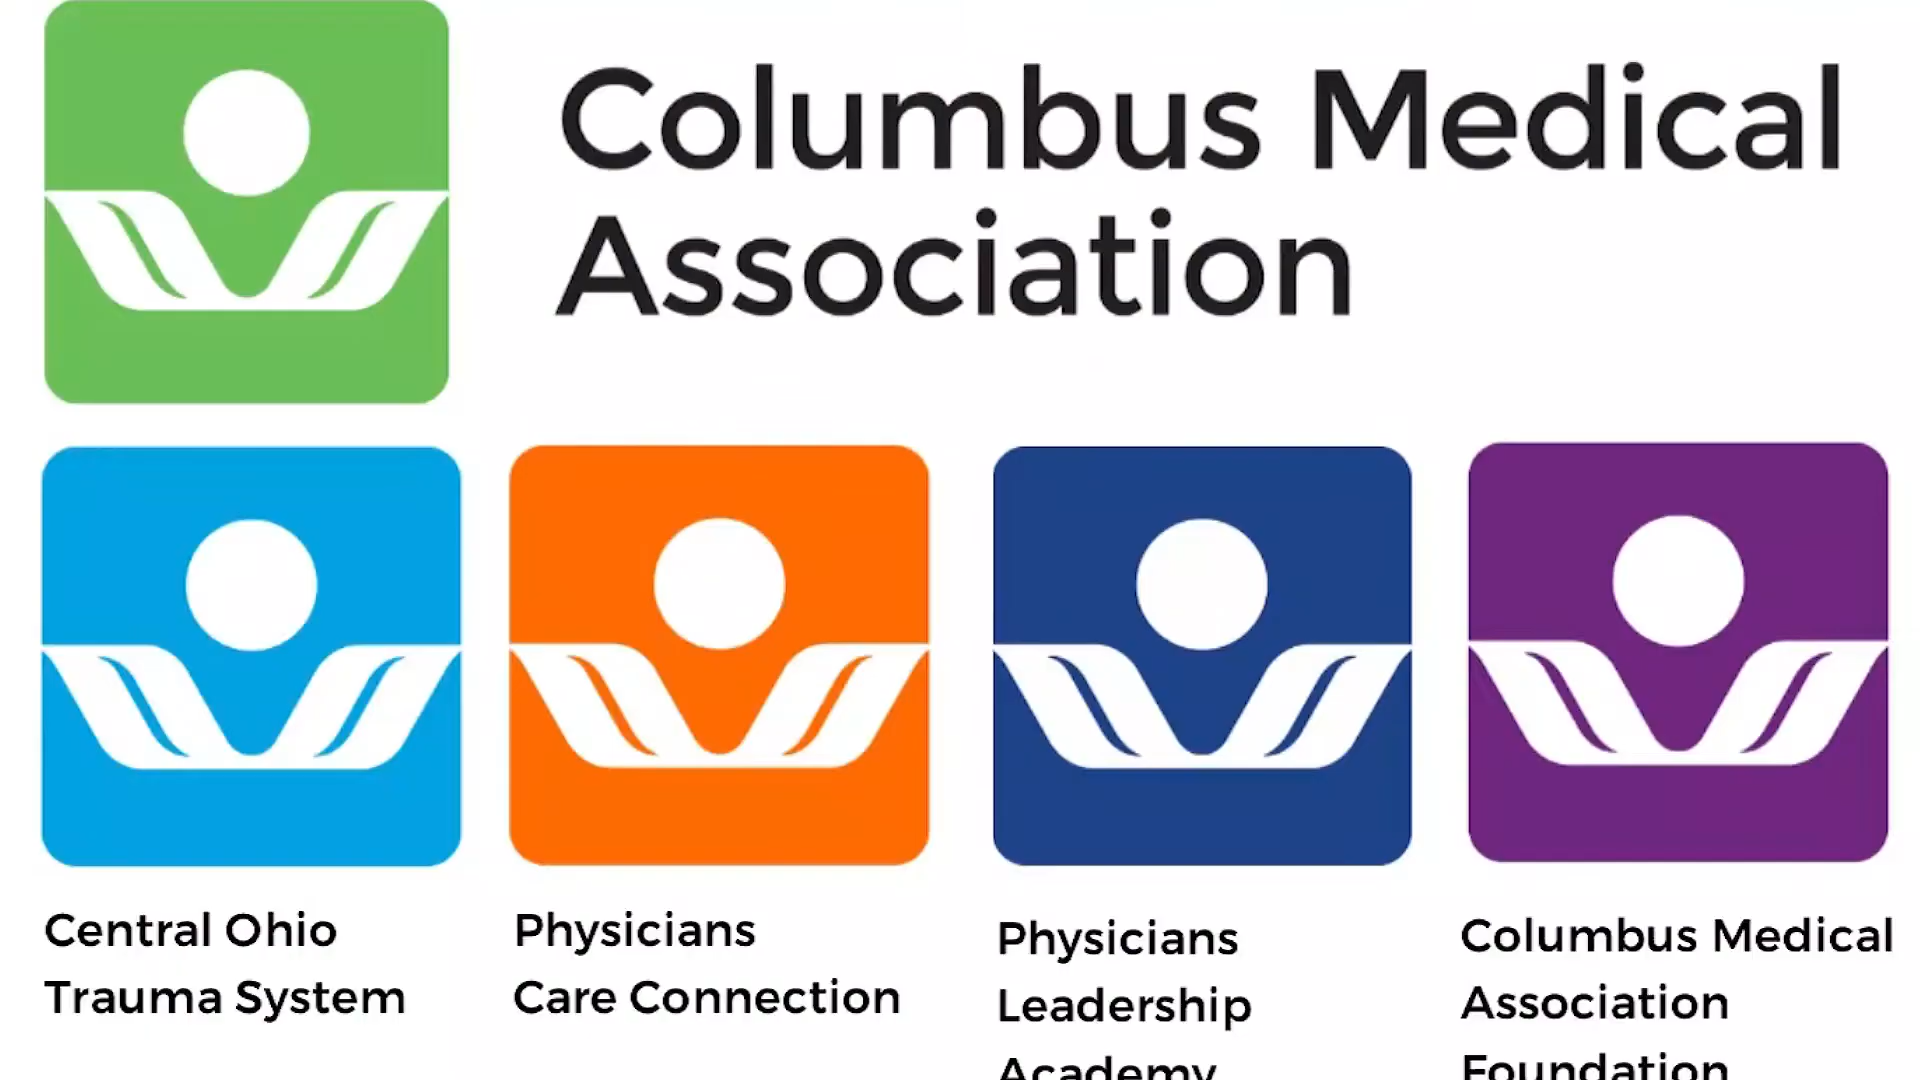 Columbus Medical
Association
Central Ohio
Trauma System
Physicians
Care Connection
Physicians
Leadership
Academy
Columbus Medical
Association
Foundation